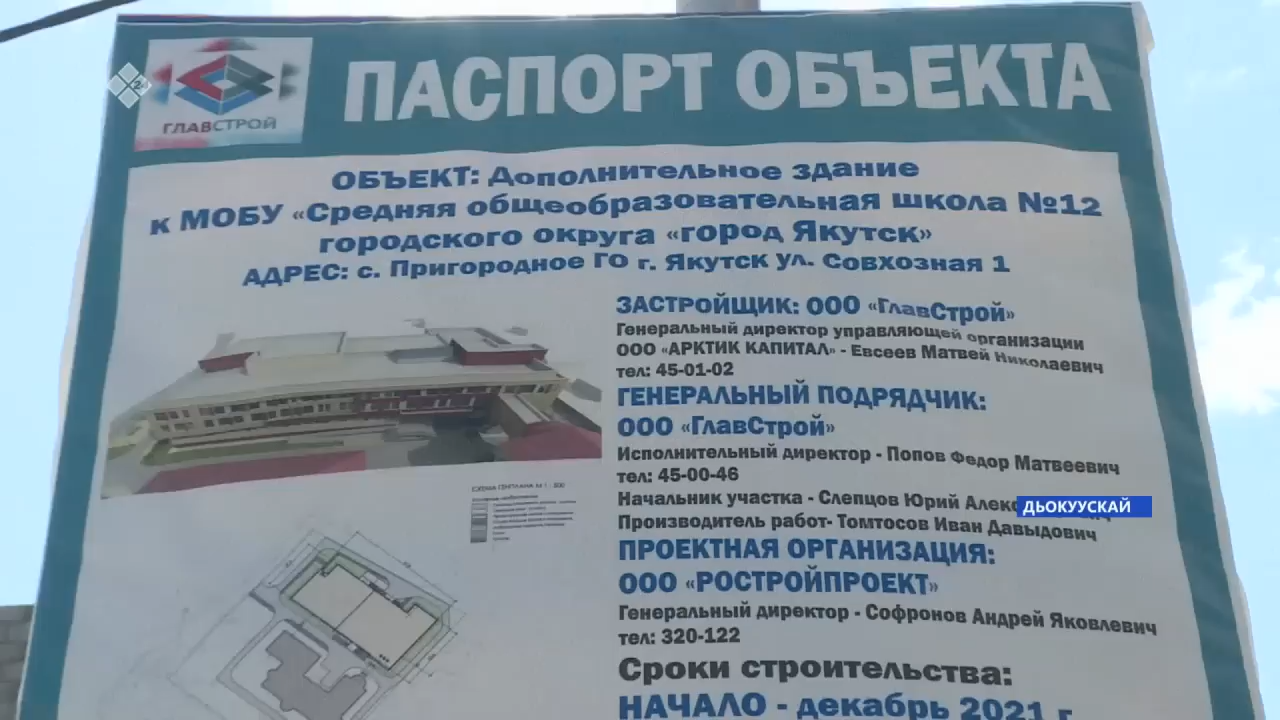 ГЛАВСТРОЙ
ПАСПОРТ ОБЪЕКТА
ОБЪЕКТ: Дополнительное здание
к МОБУ «Средняя общеобразовательная школа №12
городского округа «город Якутск»
АДРЕС: с. Пригородное ГО г. Якутск ул. Совхозная 1
ЗАСТРОЙЩИК: ООО «ГлавСтрой»
Генеральный директор управляющей организации
ООО «АРКТИК КАПИТАЛ» - Евсеев Матвей Николаевич
тел: 45-01-02
ГЕНЕРАЛЬНЫЙ ПОДРЯДЧИК:
ООО «ГлавСтрой»
Исполнительный директор - Попов Федор Матвеевич
тел: 45-00-46
Начальник участка - Слепцов Юрий
ДЬОКУУСКАЙ
Производитель работ- Томтосов Иван Давыдович
ПРОЕКТНАЯ ОРГАНИЗАЦИЯ:
ООО «РОСТРОЙПРОЕКТ»
Генеральный директор - Софронов Андрей Яковлевич
тел: 320-122
Сроки строительства:
НАЧАЛО - декабрь 2021 г
СХЕМА ГЕНПЛАНА М 1 : 500